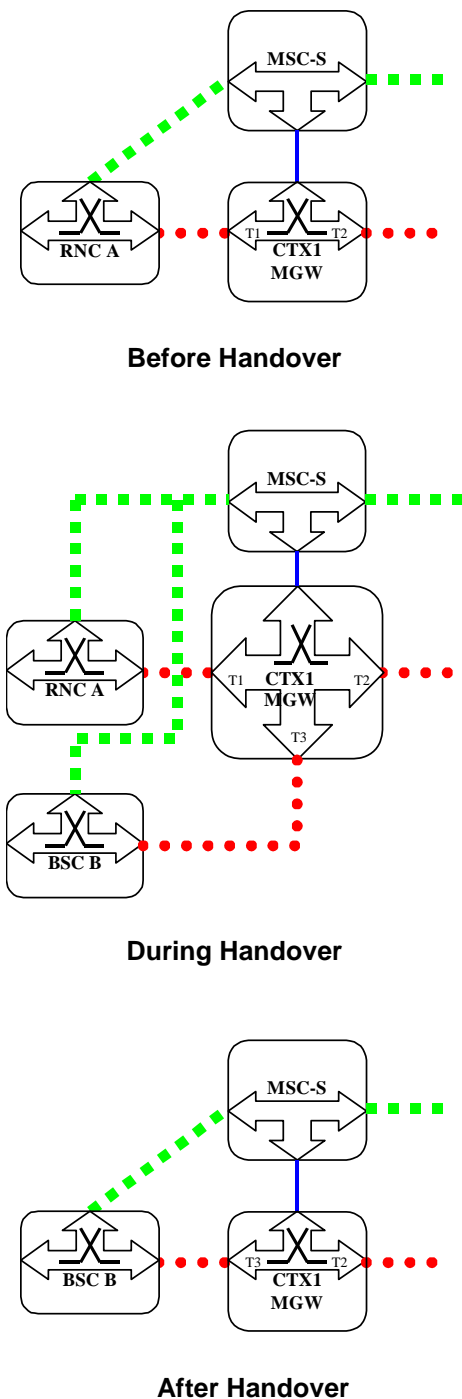 MSC-S
RNC A
T1
T2
CTX1
MGW
Before Handover
MSC-S
RNC A
T1
CTX1
MGW
T2
T3
BSC B
During Handover
MSC-S
BSC B
T3
T2
CTX1
MGW
After Handover